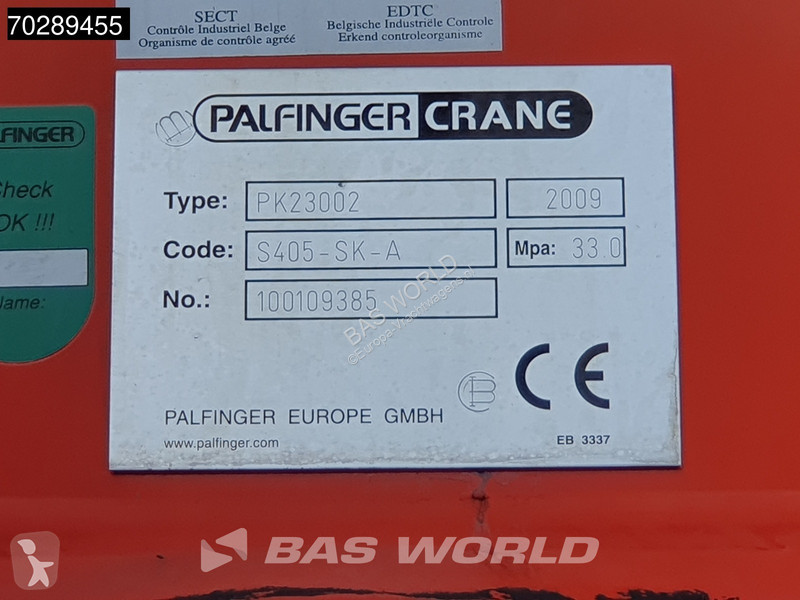 70289455
SECT
Contrôle Industriel Belge
Organisme de contrôle agréé
EDTC
Belgische Industriële Controle
Erkend controleorganisme
PALFINGER CRANE
Type: PK23002 2009
Code: S405-SK-A Mpa: 33.0
No.: 100109385
PALFINGER EUROPE GMBH
www.palfinger.com
CE
EB 3337
FINGER
Check
OK !!!
Name:
BAS WORLD
BAS WORLD